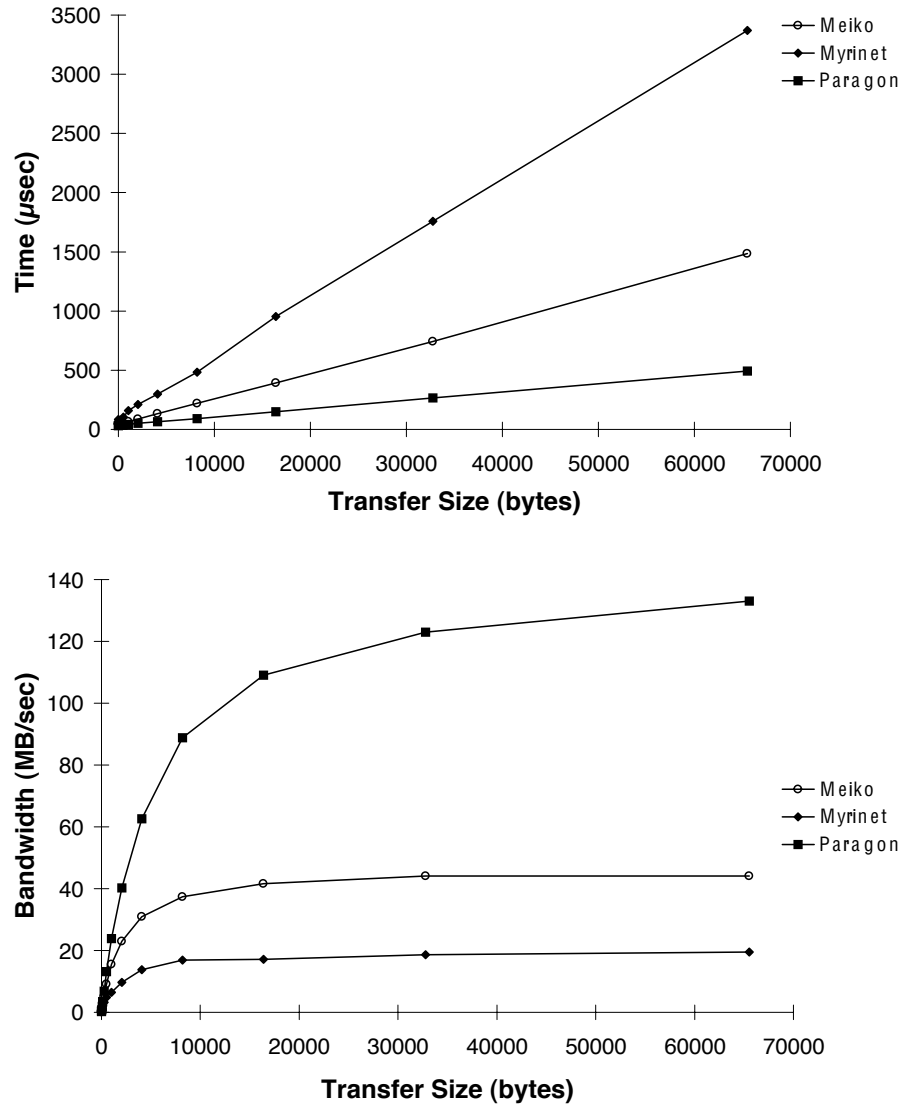 3500
3000
2500
2000
1500
1000
500
0
Time (µsec)
0 10000 20000 30000 40000 50000 60000 70000
Transfer Size (bytes)
Meiko
Myrinet
Paragon
140
120
100
80
60
40
20
0
Bandwidth (MB/sec)
0 10000 20000 30000 40000 50000 60000 70000
Transfer Size (bytes)
Meiko
Myrinet
Paragon